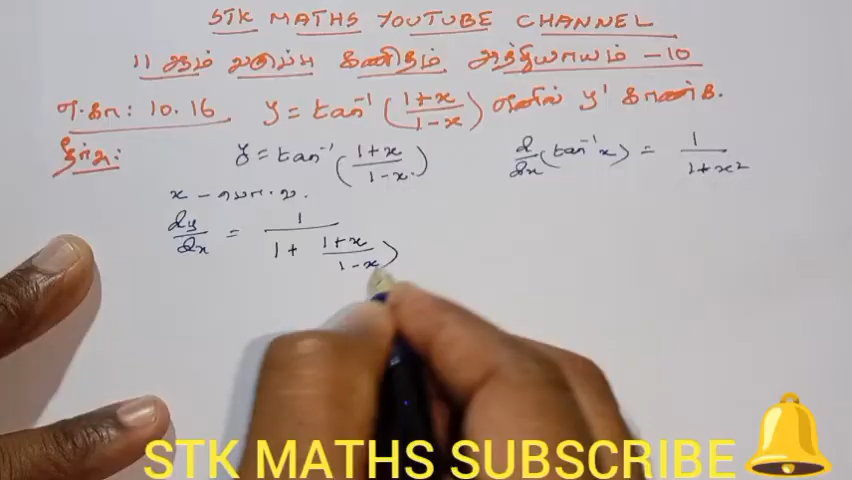 STK MATHS YOUTUBE CHANNEL
11 ஆம் வகுப்பு கணிதம் அத்தியாயம் - 10
எ.கா: 10.16 y = tan⁻¹ (1+x/1-x) எனில் y' காண்க.
தீர்வு: y = tan⁻¹ (1+x/1-x) d/dx (tan⁻¹x) = 1/1+x²
x -
dy/dx = 1/1+ 1+x/1-x)
STK MATHS SUBSCRIBE